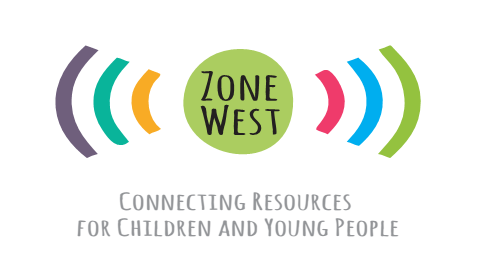 Zone
West
Connecting Resources
for Children and Young People